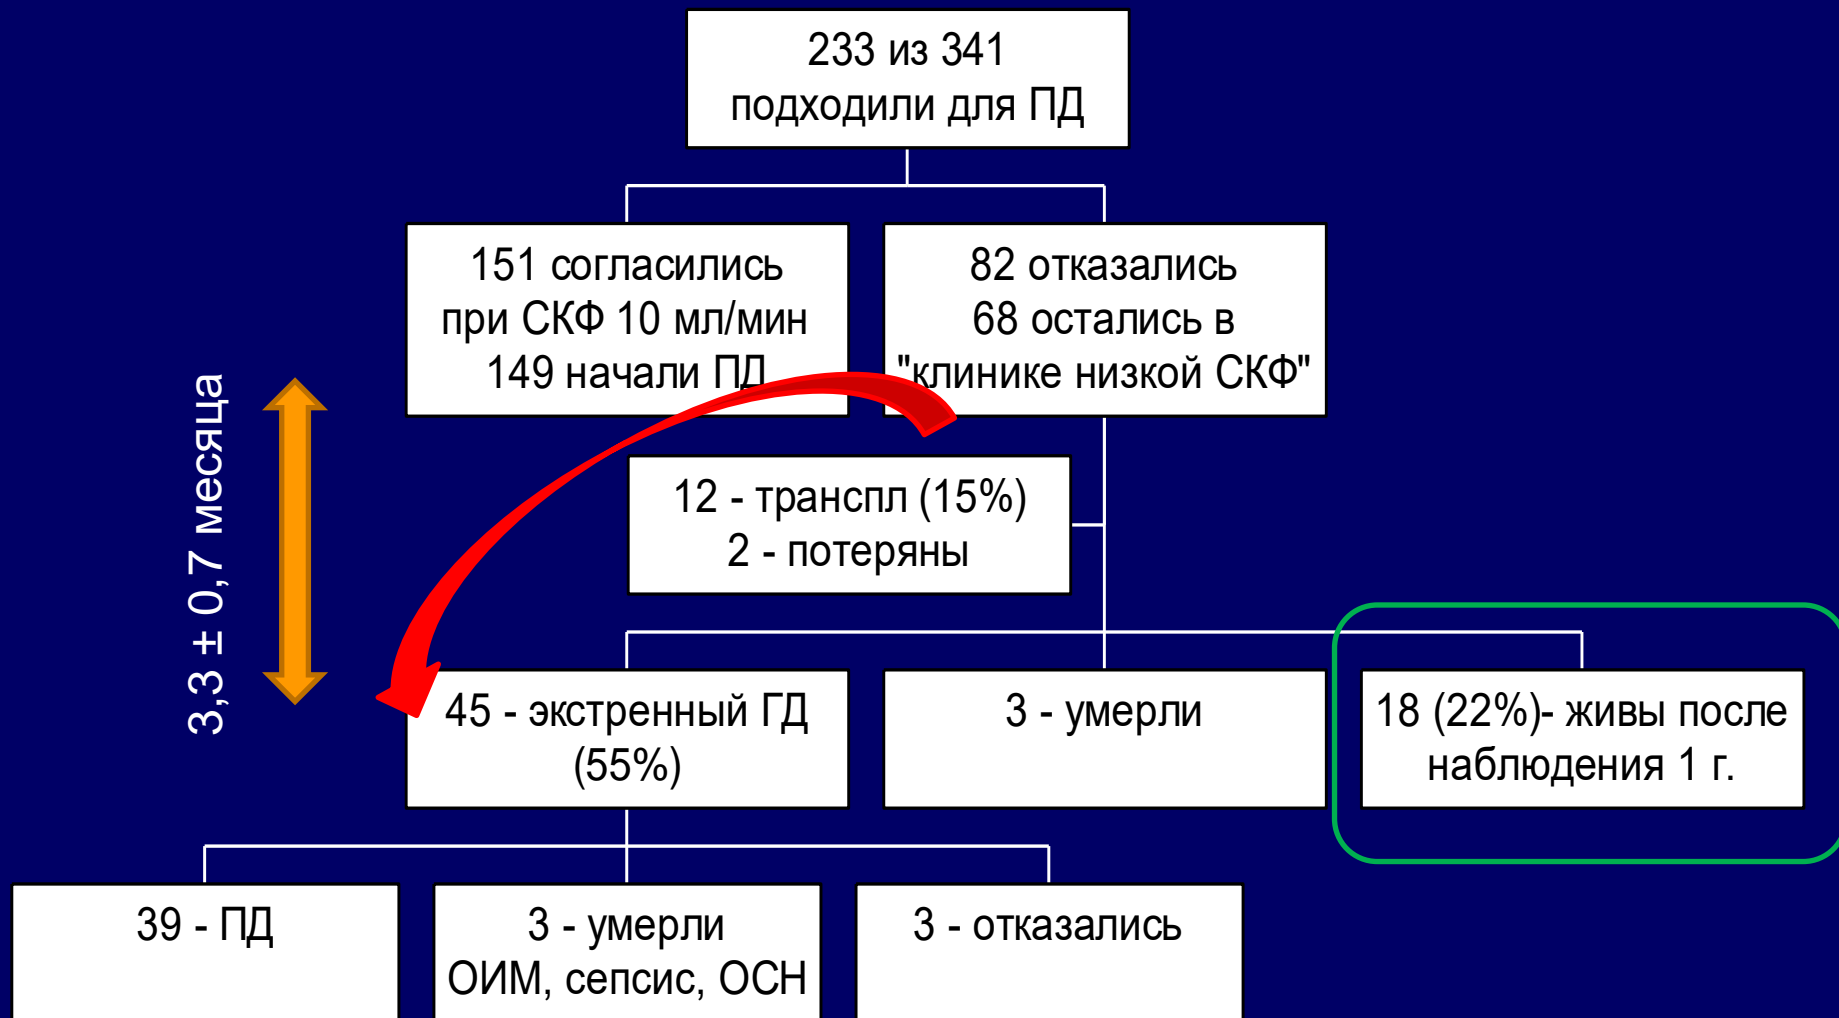 233 из 341
подходили для ПД
151 согласились
при СКФ 10 мл/мин
149 начали ПД
82 отказались
68 остались в
"клинике низкой СКФ"
3,3 ± 0,7 месяца
12 - транспл (15%)
2 - потеряны
45 - экстренный ГД
(55%)
3 - умерли
18 (22%)- живы после
наблюдения 1 г.
39 - ПД
3 - умерли
ОИМ, сепсис, ОСН
3 - отказались